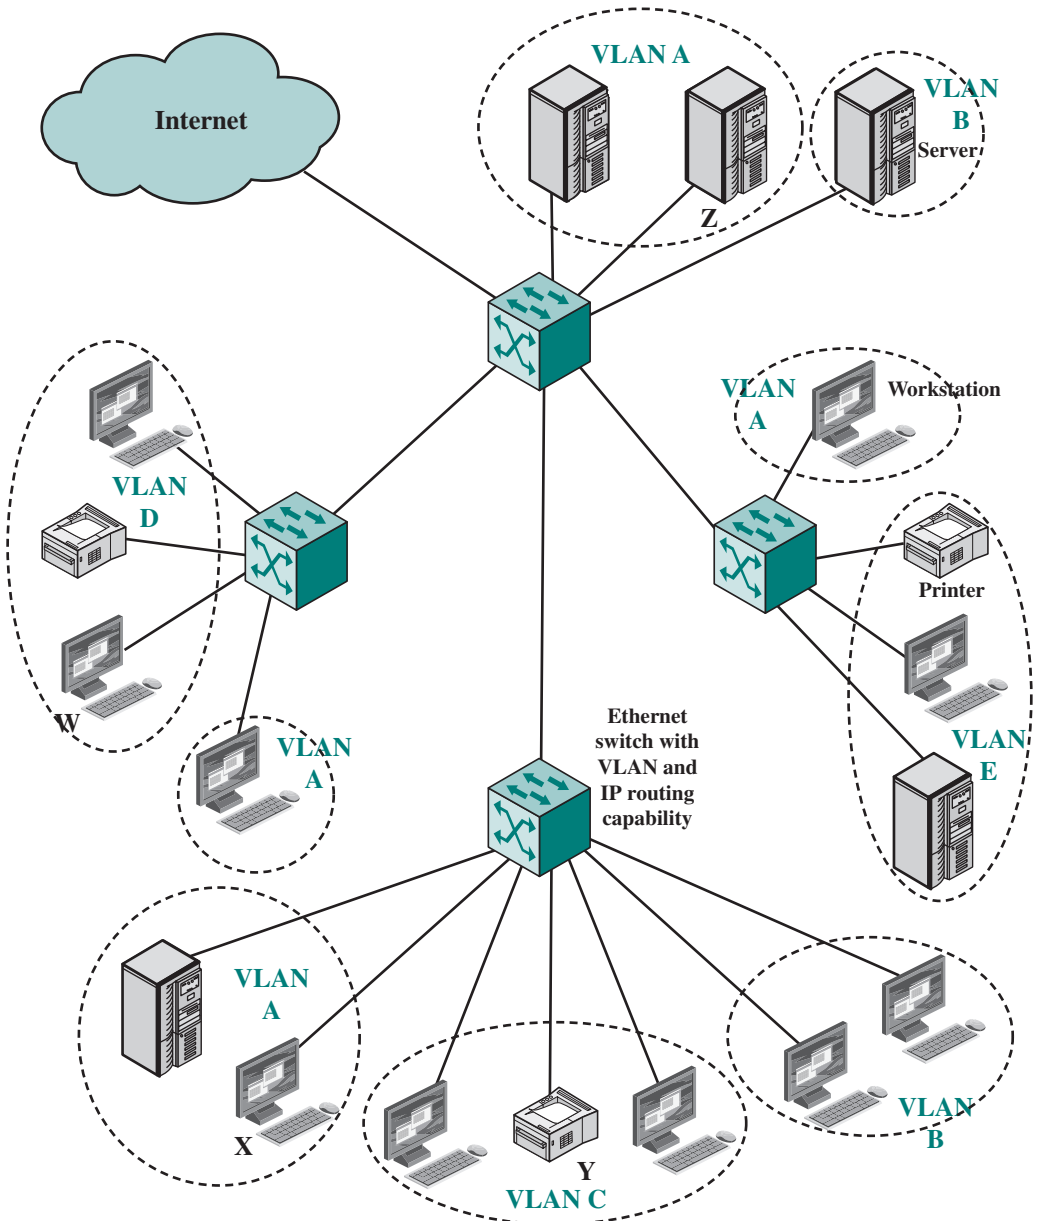 VLAN A
Internet
VLAN
B
Server
Z
VLAN
A
Workstation
VLAN
D
Printer
W
Ethernet
switch with
VLAN and
IP routing
capability
VLAN
A
VLAN
E
VLAN
A
X
Y
VLAN C
VLAN
B